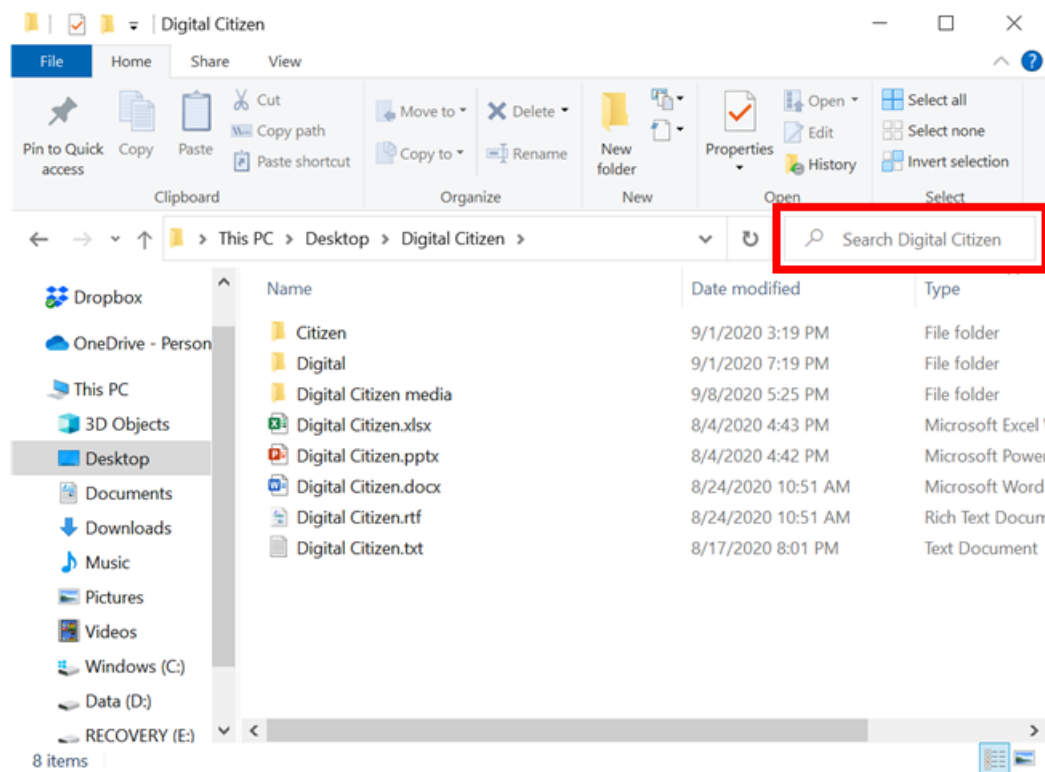 Digital Citizen
File Home Share View
Pin to Quick access
Copy
Paste
Cut
Copy path
Paste shortcut
Clipboard
Move to
Copy to
Delete
Rename
Organize
New folder
New
Properties
Open
Edit
History
Open
Select all
Select none
Invert selection
Select
This PC > Desktop > Digital Citizen >
Search Digital Citizen
Dropbox
OneDrive - Person
This PC
3D Objects
Desktop
Documents
Downloads
Music
Pictures
Videos
Windows (C:)
Data (D:)
RECOVERY (E:)
Name Date modified Type
Citizen 9/1/2020 3:19 PM File folder
Digital 9/1/2020 7:19 PM File folder
Digital Citizen media 9/8/2020 5:25 PM File folder
Digital Citizen.xlsx 8/4/2020 4:43 PM Microsoft Excel
Digital Citizen.pptx 8/4/2020 4:42 PM Microsoft Power
Digital Citizen.docx 8/24/2020 10:51 AM Microsoft Word
Digital Citizen.rtf 8/24/2020 10:51 AM Rich Text Docum
Digital Citizen.txt 8/17/2020 8:01 PM Text Document
8 items